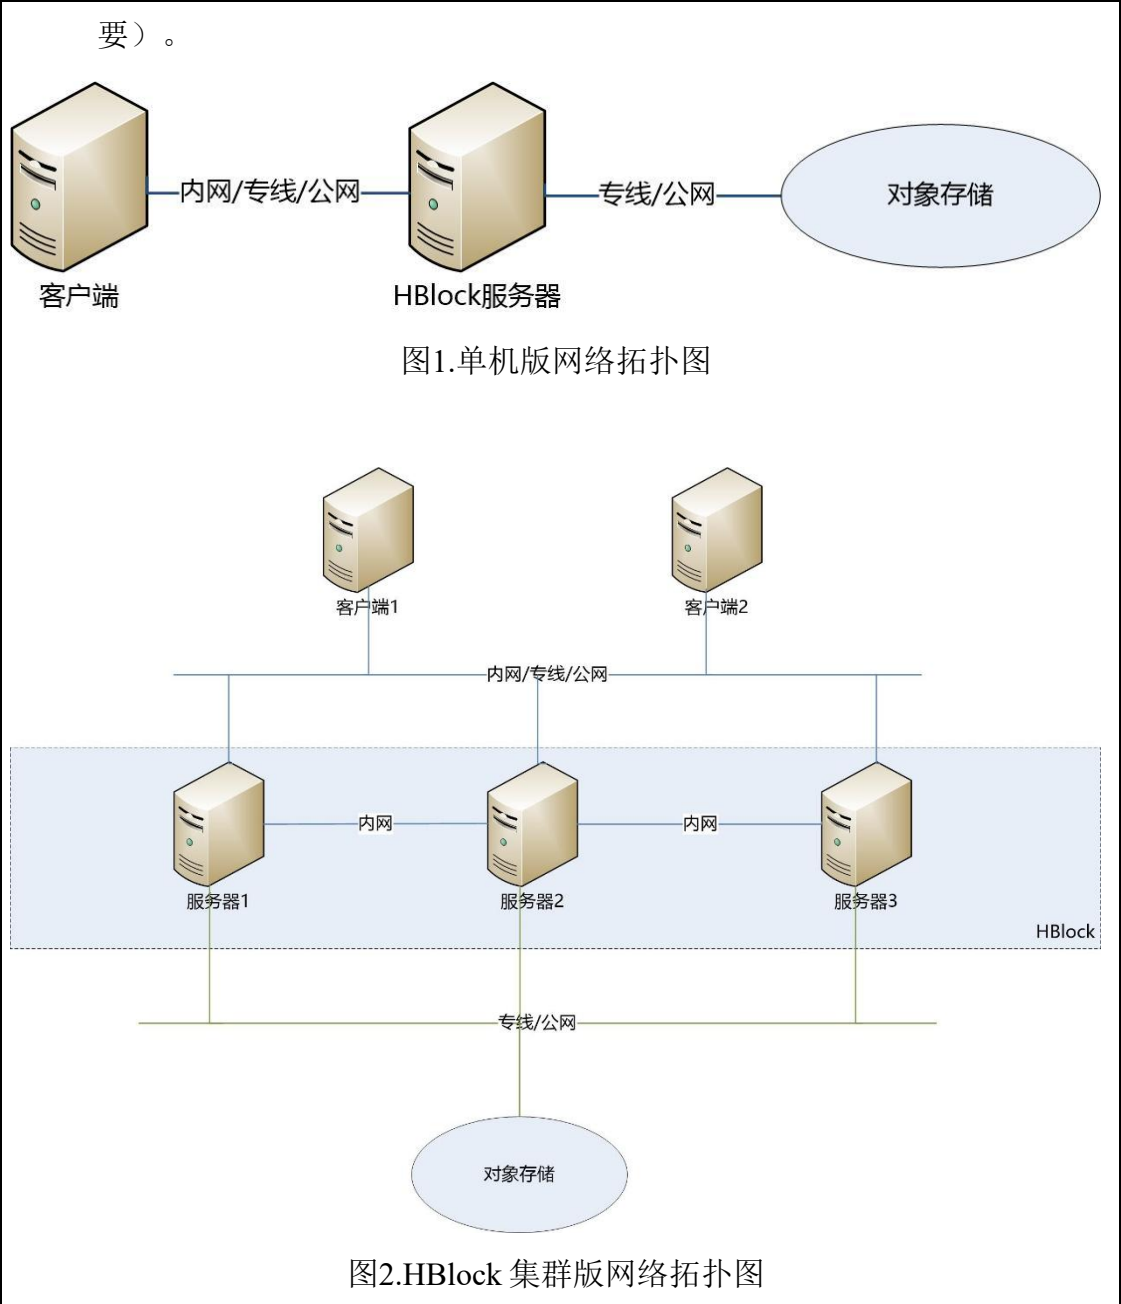 要）。
内网/专线/公网
专线/公网
对象存储
客户端
HBlock服务器
图1.单机版网络拓扑图
客户端1
客户端2
内网/专线/公网
内网
内网
服务器1
服务器2
服务器3
HBlock
专线/公网
对象存储
图2.HBlock 集群版网络拓扑图